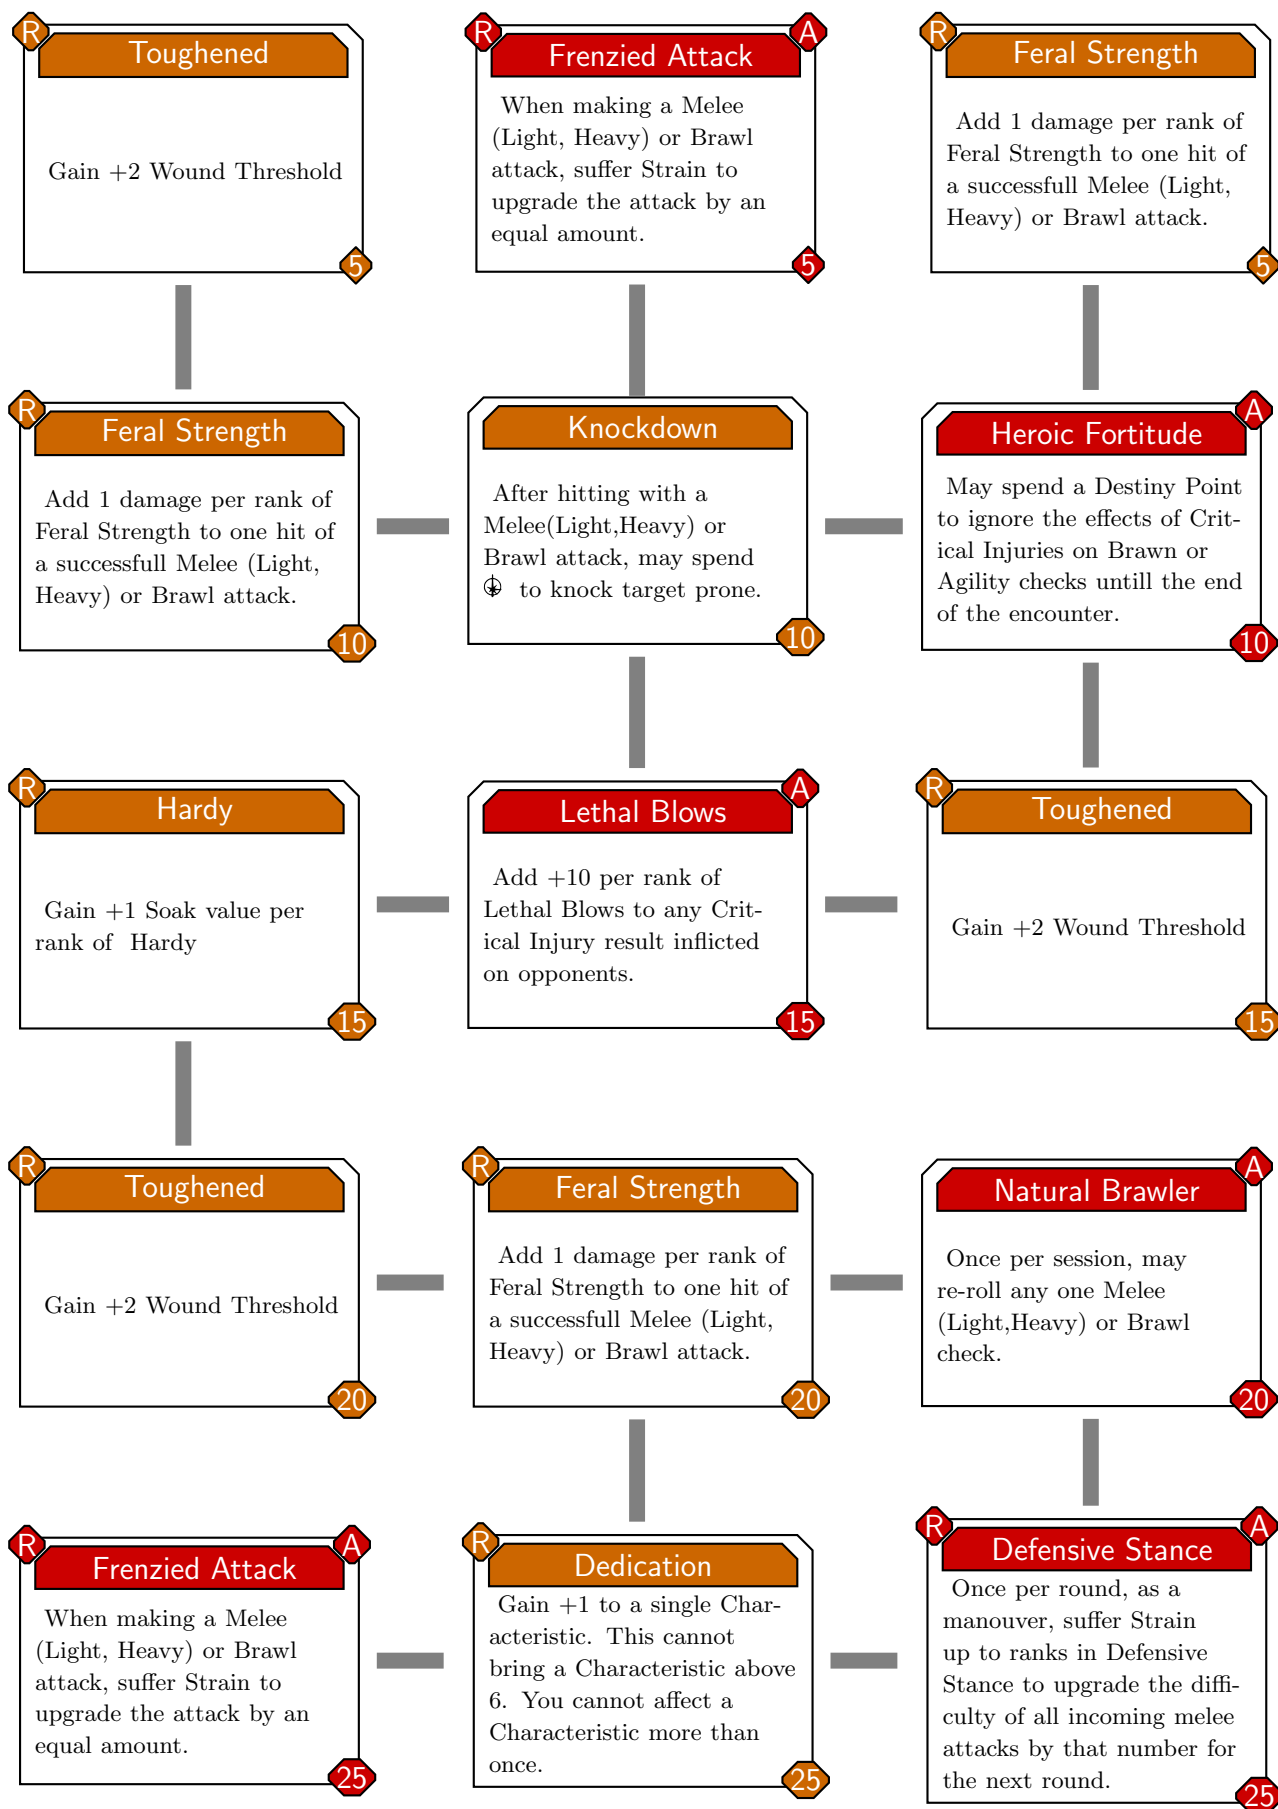 R
Toughened
Gain +2 Wound Threshold
5
R
A
Frenzied Attack
When making a Melee
(Light, Heavy) or Brawl
attack, suffer Strain to
upgrade the attack by an
equal amount.
5
R
Feral Strength
Add 1 damage per rank of
Feral Strength to one hit of
a successfull Melee (Light,
Heavy) or Brawl attack.
5
R
Feral Strength
Add 1 damage per rank of
Feral Strength to one hit of
a successfull Melee (Light,
Heavy) or Brawl attack.
10
Knockdown
After hitting with a
Melee(Light,Heavy) or
Brawl attack, may spend
to knock target prone.
10
A
Heroic Fortitude
May spend a Destiny Point
to ignore the effects of Crit-
ical Injuries on Brawn or
Agility checks untill the end
of the encounter.
10
R
Hardy
Gain +1 Soak value per
rank of Hardy
15
A
Lethal Blows
Add +10 per rank of
Lethal Blows to any Crit-
ical Injury result inflicted
on opponents.
15
R
Toughened
Gain +2 Wound Threshold
15
R
Toughened
Gain +2 Wound Threshold
20
R
Feral Strength
Add 1 damage per rank of
Feral Strength to one hit of
a successfull Melee (Light,
Heavy) or Brawl attack.
20
A
Natural Brawler
Once per session, may
re-roll any one Melee
(Light,Heavy) or Brawl
check.
20
R
A
Frenzied Attack
When making a Melee
(Light, Heavy) or Brawl
attack, suffer Strain to
upgrade the attack by an
equal amount.
25
R
Dedication
Gain +1 to a single Char-
acteristic. This cannot
bring a Characteristic above
6. You cannot affect a
Characteristic more than
once.
25
R
A
Defensive Stance
Once per round, as a
manouver, suffer Strain
up to ranks in Defensive
Stance to upgrade the diffi-
culty of all incoming melee
attacks by that number for
the next round.
25